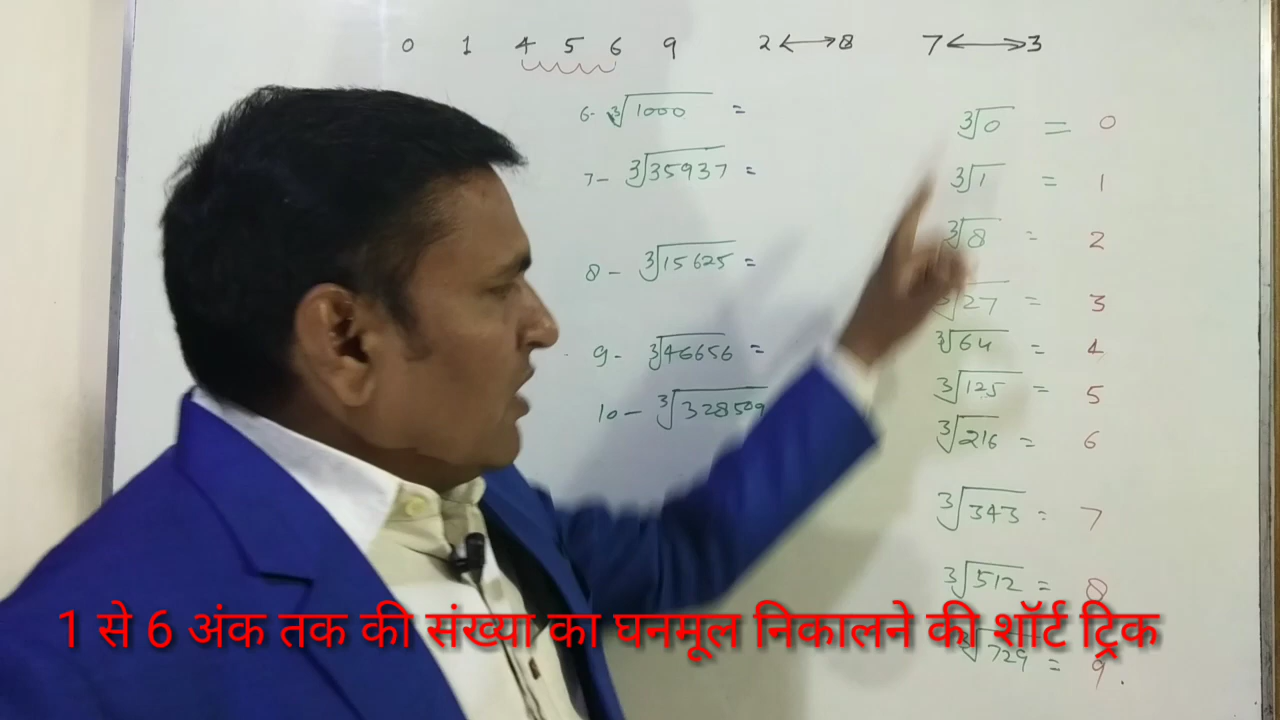 0 1 4 5 6 9 2 ⟷ 8 7 ⟷ 3
6- ∛1000 =
7- ∛35937 =
8- ∛15625 =
9- ∛46656 =
10- ∛328509
∛0 = 0
∛1 = 1
∛8 = 2
∛27 = 3
∛64 = 4
∛125 = 5
∛216 = 6
∛343 = 7
∛512 = 8
∛729 = 9
1 से 6 अंक तक की संख्या का घनमूल निकालने की शॉर्ट ट्रिक